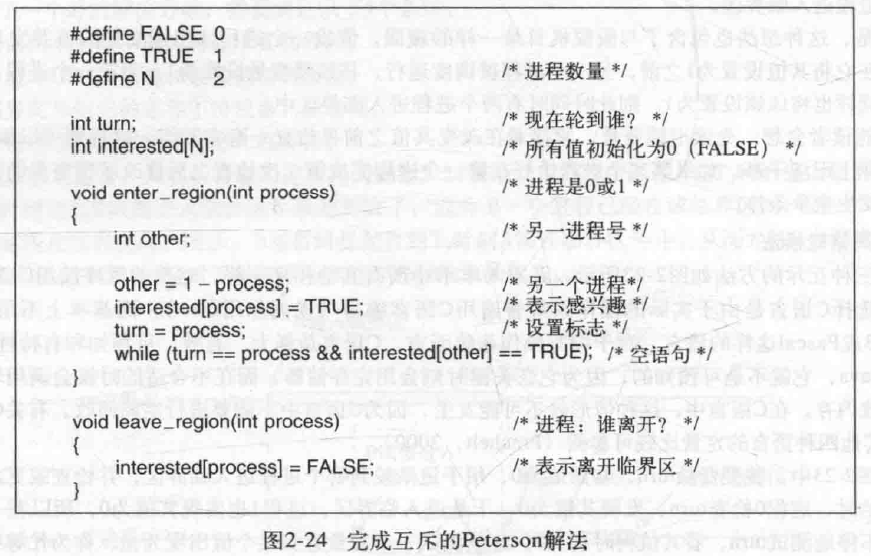 #define FALSE 0
#define TRUE 1
#define N 2 /* 进程数量 */
int turn; /* 现在轮到谁？ */
int interested[N]; /* 所有值初始化为0（FALSE） */
void enter_region(int process) /* 进程是0或1 */
{
int other; /* 另一进程号 */
other = 1 – process; /* 另一个进程 */
interested[process] = TRUE; /* 表示感兴趣 */
turn = process; /* 设置标志 */
while (turn == process && interested[other] == TRUE); /* 空语句 */
}
void leave_region(int process) /* 进程：谁离开？ */
{
interested[process] = FALSE; /* 表示离开临界区 */
}
图2-24 完成互斥的Peterson解法